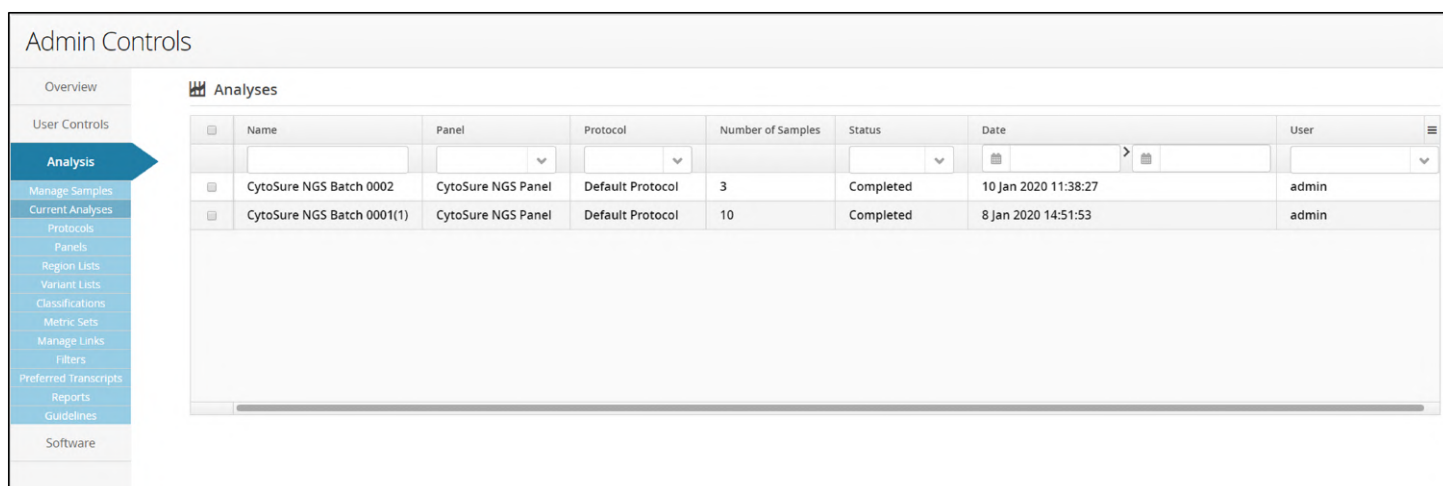 Admin Controls
Overview
User Controls
Analysis
Manage Samples
Current Analyses
Protocols
Panels
Region Lists
Variant Lists
Classifications
Metric Sets
Manage Links
Filters
Preferred Transcripts
Reports
Guidelines
Software
Analyses
Name Panel Protocol Number of Samples Status Date User
CytoSure NGS Batch 0002 CytoSure NGS Panel Default Protocol 3 Completed 10 Jan 2020 11:38:27 admin
CytoSure NGS Batch 0001(1) CytoSure NGS Panel Default Protocol 10 Completed 8 Jan 2020 14:51:53 admin